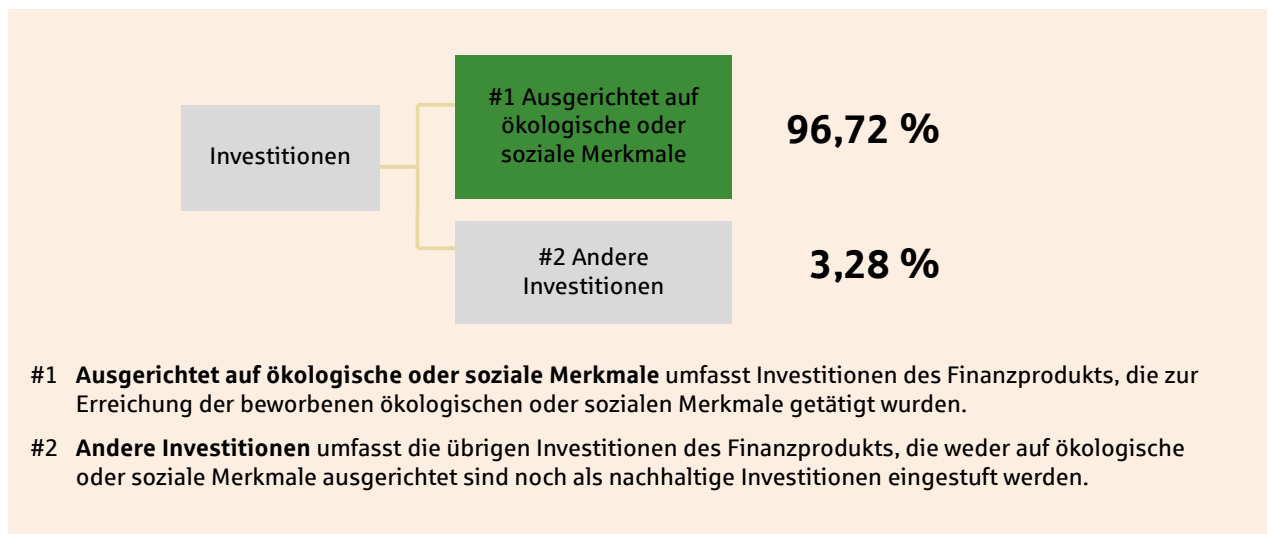 #1 Ausgerichtet auf
ökologische oder
soziale Merkmale
96,72 %
Investitionen
#2 Andere
Investitionen
3,28 %
#1 Ausgerichtet auf ökologische oder soziale Merkmale umfasst Investitionen des Finanzprodukts, die zur
Erreichung der beworbenen ökologischen oder sozialen Merkmale getätigt wurden.
#2 Andere Investitionen umfasst die übrigen Investitionen des Finanzprodukts, die weder auf ökologische
oder soziale Merkmale ausgerichtet sind noch als nachhaltige Investitionen eingestuft werden.